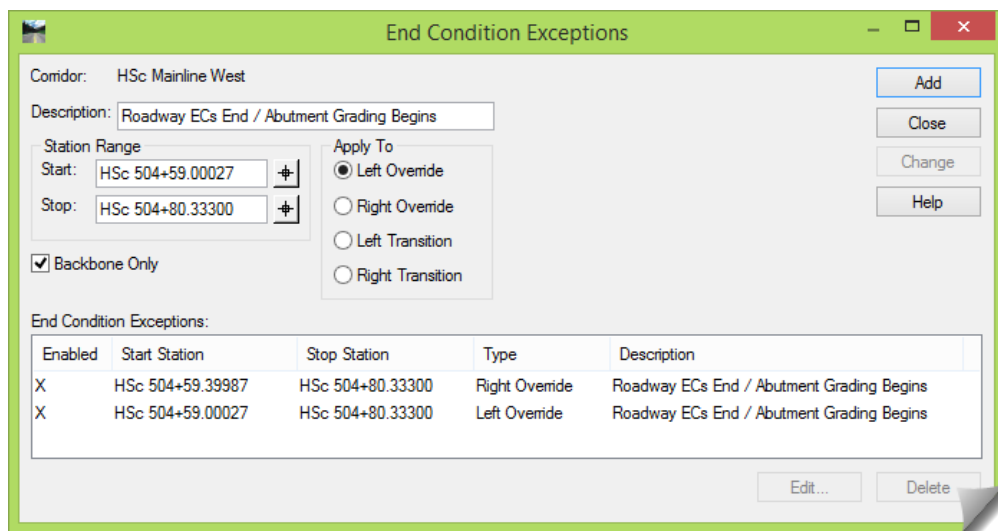 End Condition Exceptions
Corridor: HSc Mainline West
Add
Description: Roadway ECs End / Abutment Grading Begins
Close
Station Range
Apply To
Start: HSc 504+59.00027
Left Override
Change
Stop: HSc 504+80.33300
Right Override
Help
Left Transition
Backbone Only
Right Transition
End Condition Exceptions:
Enabled Start Station Stop Station Type Description
X HSc 504+59.39987 HSc 504+80.33300 Right Override Roadway ECs End / Abutment Grading Begins
X HSc 504+59.00027 HSc 504+80.33300 Left Override Roadway ECs End / Abutment Grading Begins
Edit... Delete